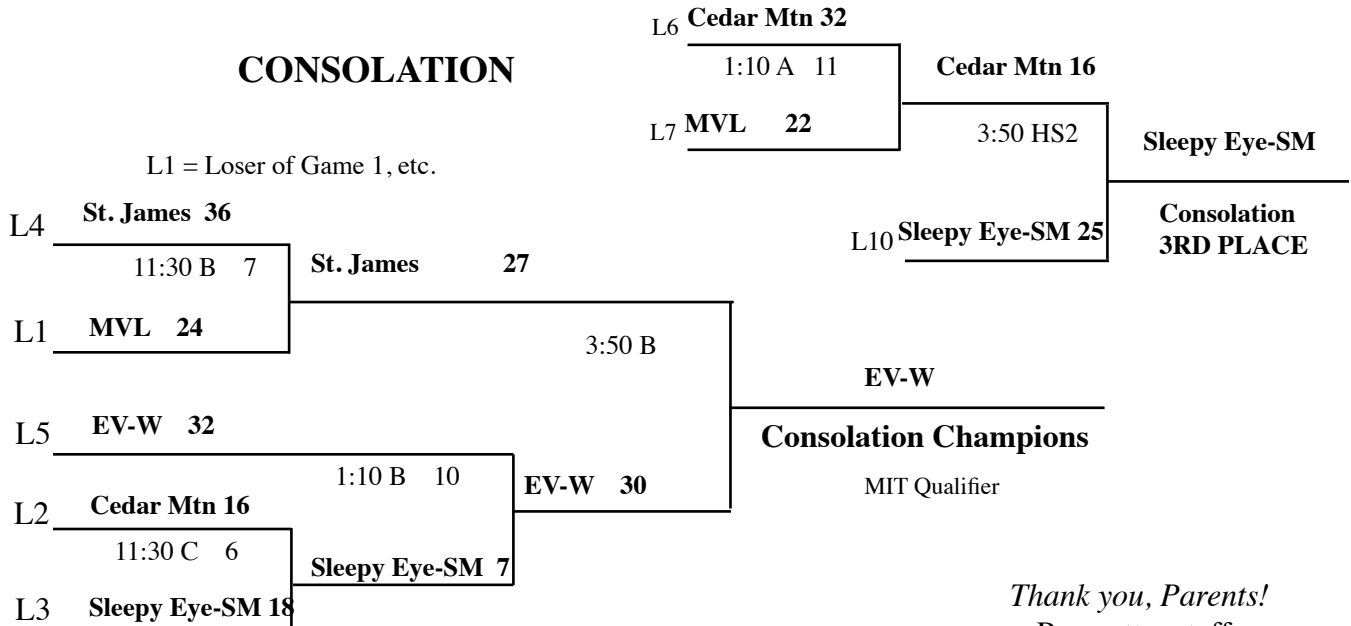 L6 Cedar Mtn 32
CONSOLATION
1:10 A 11
Cedar Mtn 16
L7 MVL 22
3:50 HS2
Sleepy Eye-SM
L1 = Loser of Game 1, etc.
L4 St. James 36
Consolation
3RD PLACE
L10 Sleepy Eye-SM 25
11:30 B 7
St. James 27
L1 MVL 24
3:50 B
EV-W
L5 EV-W 32
Consolation Champions
1:10 B 10
EV-W 30
MIT Qualifier
L2 Cedar Mtn 16
11:30 C 6
Sleepy Eye-SM 7
L3 Sleepy Eye-SM 18
Thank you, Parents!